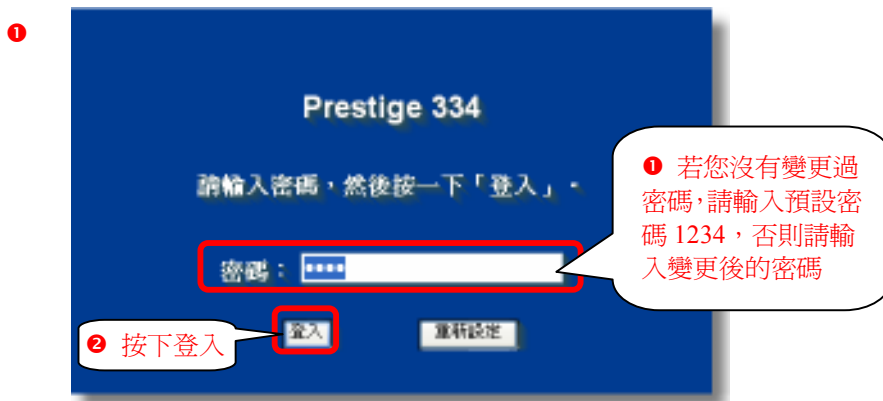 ❶
Prestige 334
請輸入密碼，然後按一下「登入」。
❶ 若您沒有變更過
密碼，請輸入預設密
碼 1234，否則請輸
入變更後的密碼
密碼： ****
❷ 按下登入
登入
重新設定